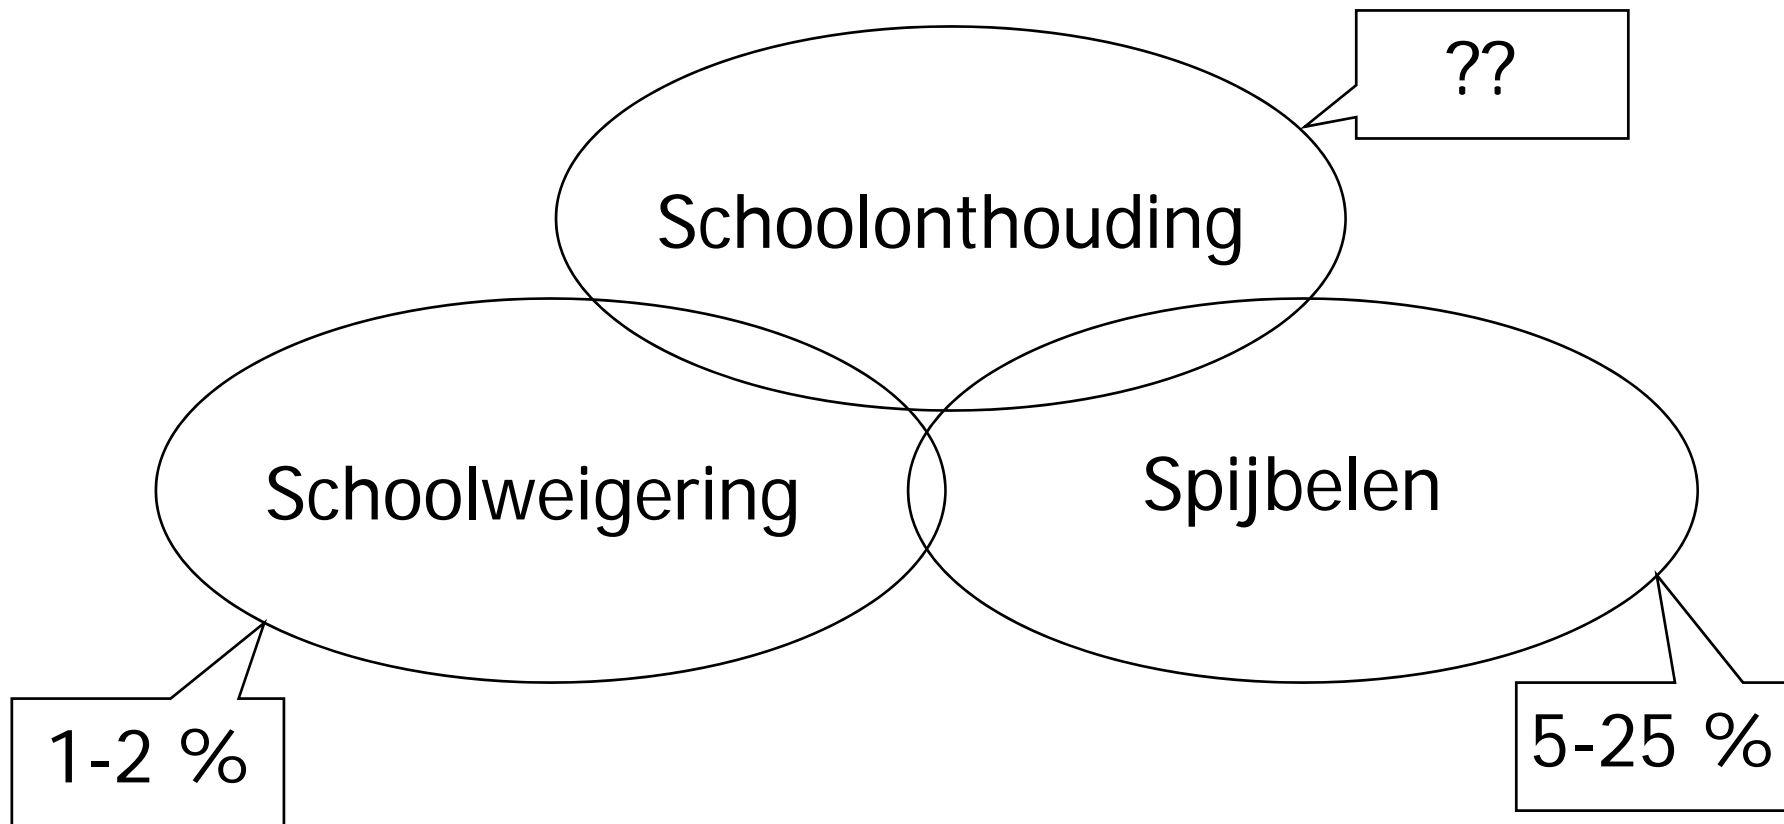 ??
Schoolonthouding
Schoolweigering
Spijbelen
1-2 %
5-25 %